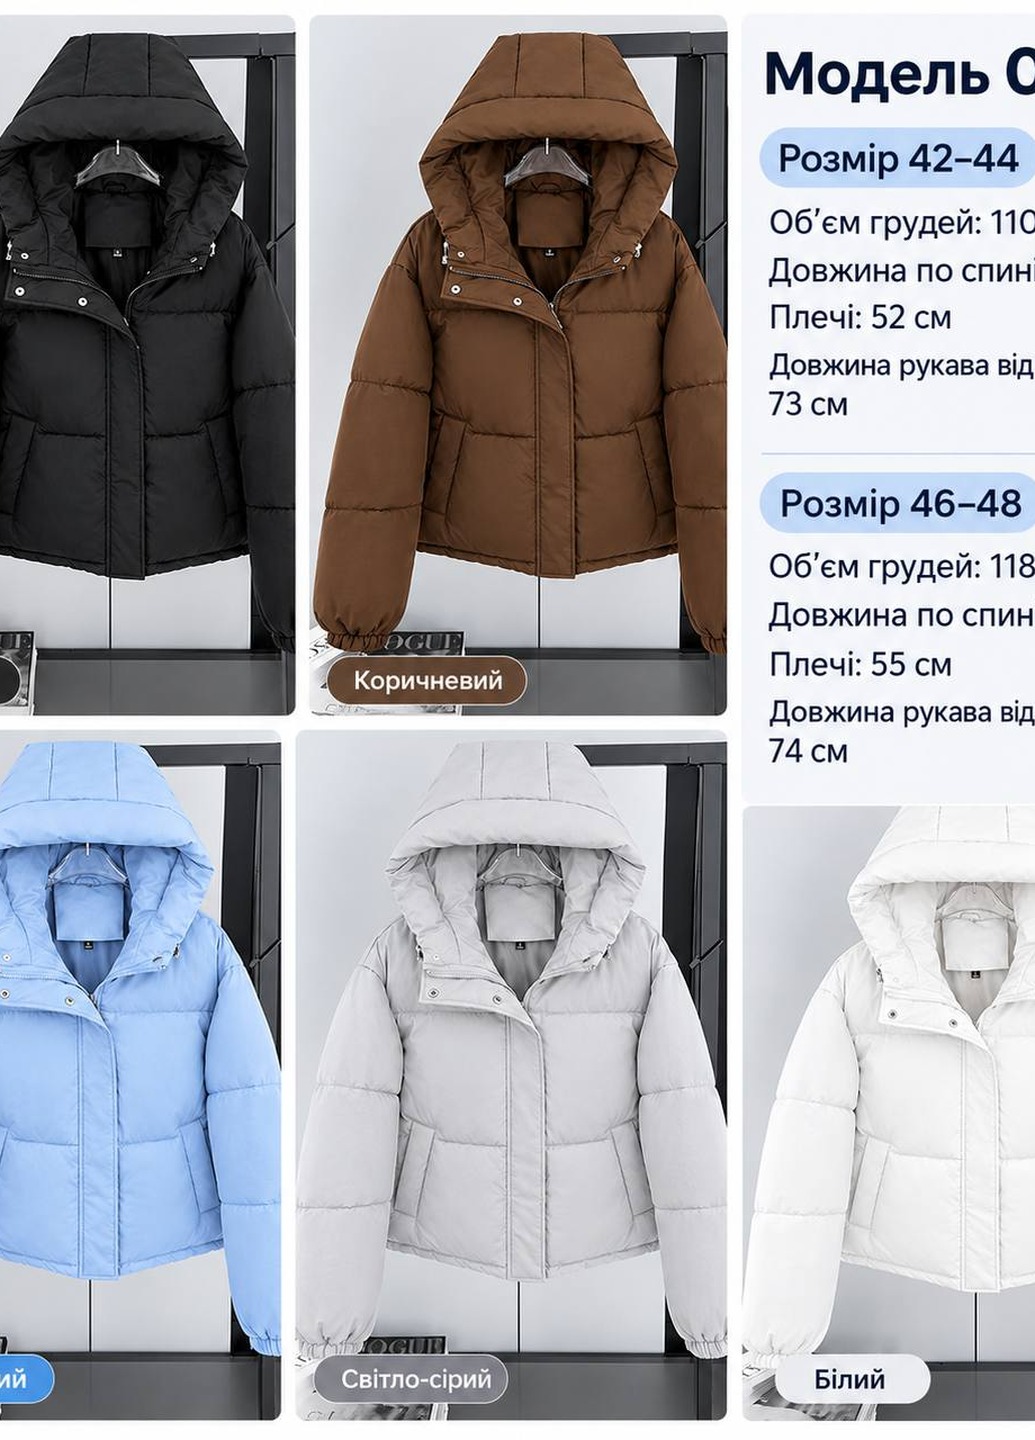 Модель
Розмір 42–44
Об’єм грудей: 110
Довжина по спині
Плечі: 52 см
Довжина рукава від
73 см
Розмір 46–48
Об’єм грудей: 118
Довжина по спин
Плечі: 55 см
Довжина рукава від
74 см
Коричневий
ий
Світло-сірий
Білий